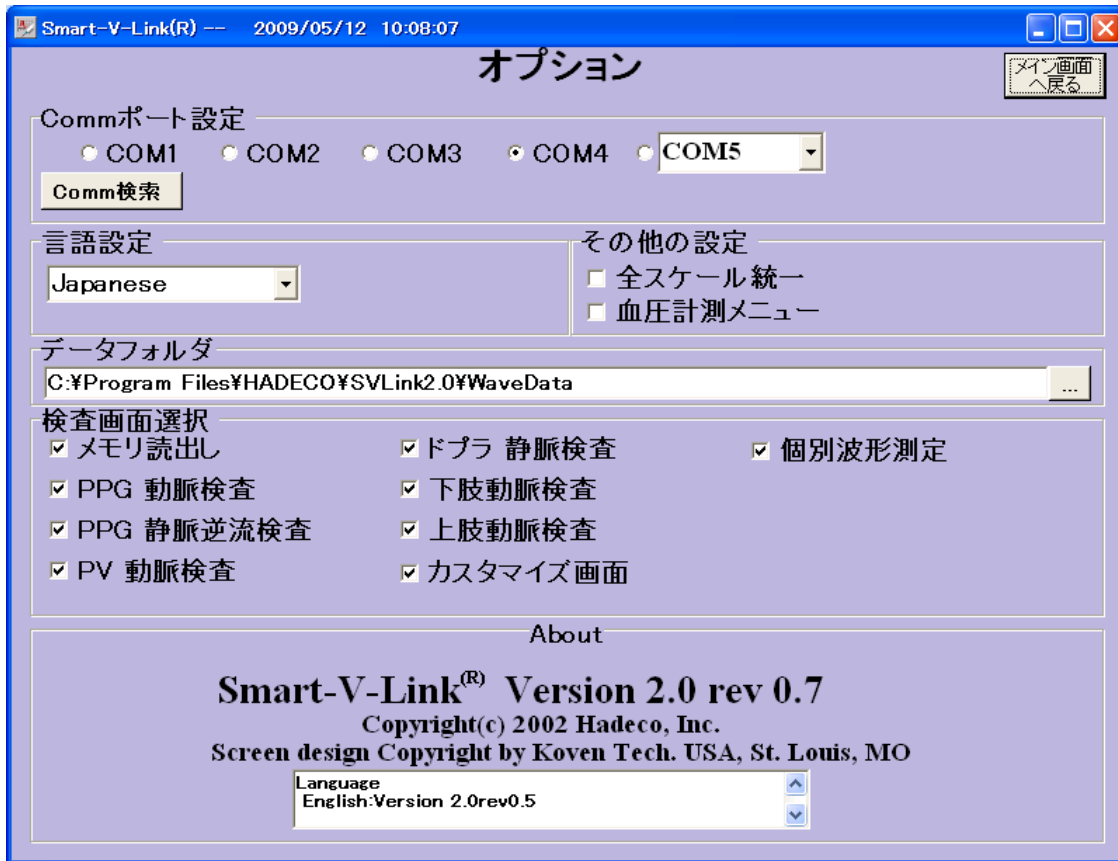 Smart-V-Link(R) -- 2009/05/12 10:08:07
オプション
メイン画面
へ戻る
Commポート設定
COM1 COM2 COM3 COM4 COM5
Comm検索
言語設定
Japanese
その他の設定
全スケール統一
血圧計測メニュー
データフォルダ
C:¥Program Files¥HADECO¥SVLink2.0¥WaveData
...
検査画面選択
メモリ読出し ドプラ 静脈検査 個別波形測定
PPG 動脈検査 下肢動脈検査
PPG 静脈逆流検査 上肢動脈検査
PV 動脈検査 カスタマイズ画面
About
Smart-V-Link(R) Version 2.0 rev 0.7
Copyright(c) 2002 Hadeco, Inc.
Screen design Copyright by Koven Tech. USA, St. Louis, MO
Language
English:Version 2.0rev0.5